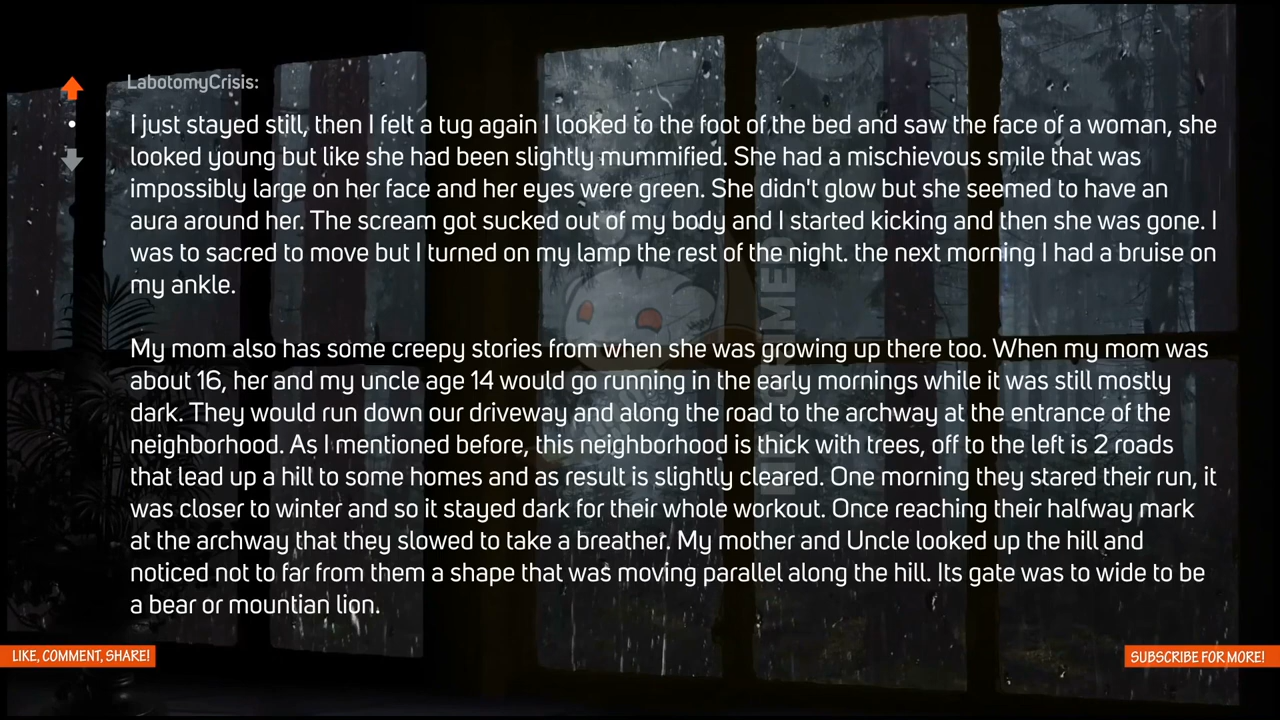 LabotomyCrisis:
I just stayed still, then I felt a tug again I looked to the foot of the bed and saw the face of a woman, she
looked young but like she had been slightly mummified. She had a mischievous smile that was
impossibly large on her face and her eyes were green. She didn't glow but she seemed to have an
aura around her. The scream got sucked out of my body and I started kicking and then she was gone. I
was to sacred to move but I turned on my lamp the rest of the night. the next morning I had a bruise on
my ankle.
My mom also has some creepy stories from when she was growing up there too. When my mom was
about 16, her and my uncle age 14 would go running in the early mornings while it was still mostly
dark. They would run down our driveway and along the road to the archway at the entrance of the
neighborhood. As I mentioned before, this neighborhood is thick with trees, off to the left is 2 roads
that lead up a hill to some homes and as result is slightly cleared. One morning they stared their run, it
was closer to winter and so it stayed dark for their whole workout. Once reaching their halfway mark
at the archway that they slowed to take a breather. My mother and Uncle looked up the hill and
noticed not to far from them a shape that was moving parallel along the hill. Its gate was to wide to be
a bear or mountian lion.
LIKE, COMMENT, SHARE!
SUBSCRIBE FOR MORE!